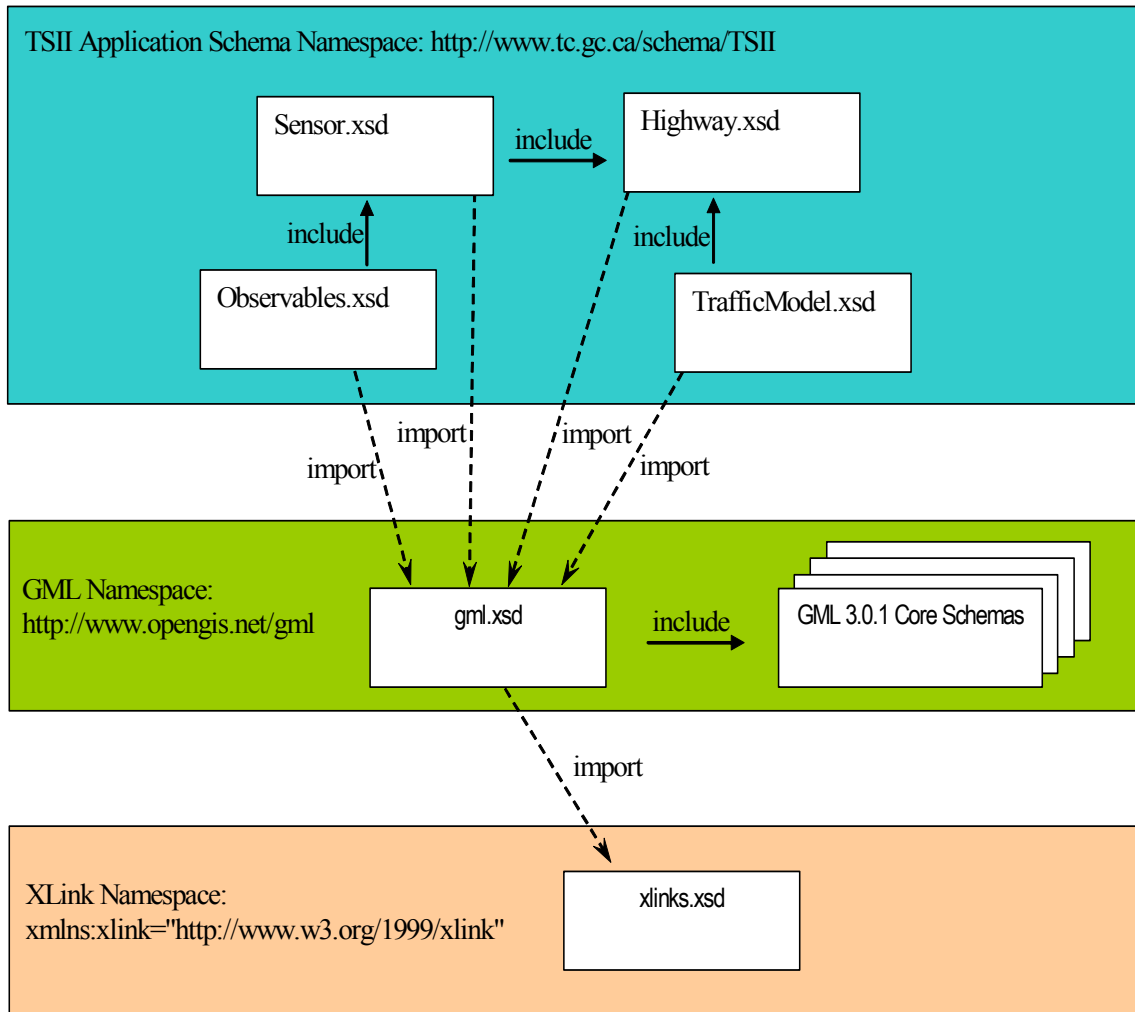 TSII Application Schema Namespace: http://www.tc.gc.ca/schema/TSII
Sensor.xsd
include
Highway.xsd
include
include
Observables.xsd
TrafficModel.xsd
import
import
import
import
GML Namespace:
http://www.opengis.net/gml
gml.xsd
include
GML 3.0.1 Core Schemas
import
XLink Namespace:
xmlns:xlink="http://www.w3.org/1999/xlink"
xlinks.xsd